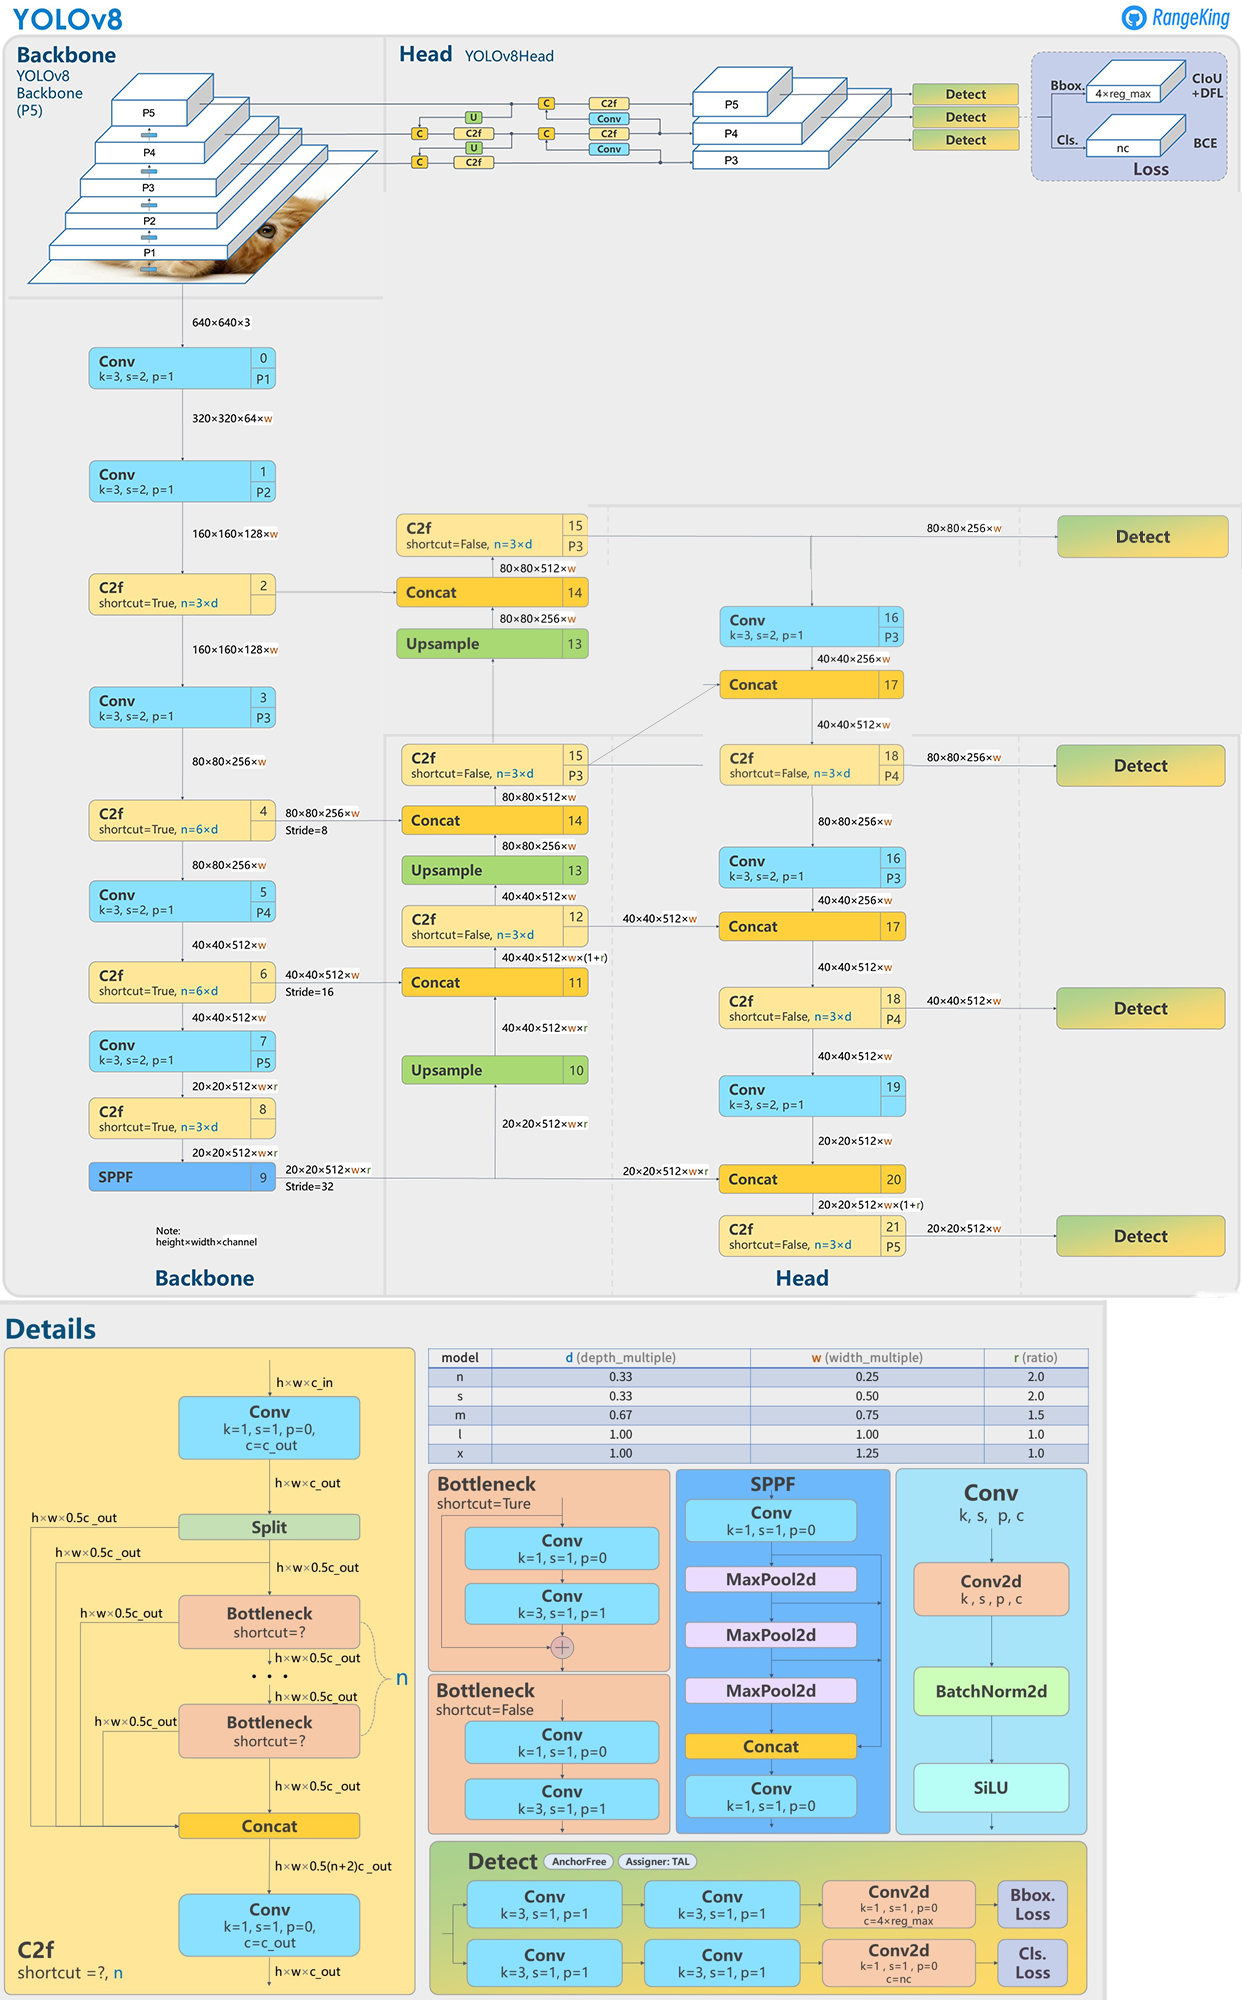 YOLOv8
RangeKing
Backbone
YOLOv8
Backbone
(P5)
P5
P4
P3
P2
P1
Head YOLOv8Head
U
C
C2f
U
C
C2f
C
C2f
Conv
C
C2f
Conv
P5
P4
P3
Detect
Detect
Detect
Bbox.
4×reg_max
CIoU
+DFL
Cls.
nc
BCE
Loss
640×640×3
Conv
k=3, s=2, p=1
0
P1
320×320×64×w
Conv
k=3, s=2, p=1
1
P2
160×160×128×w
C2f
shortcut=True, n=3×d
2
160×160×128×w
Conv
k=3, s=2, p=1
3
P3
80×80×256×w
C2f
shortcut=True, n=6×d
4
80×80×256×w
Stride=8
80×80×256×w
Conv
k=3, s=2, p=1
5
P4
40×40×512×w
C2f
shortcut=True, n=6×d
6
40×40×512×w
Stride=16
40×40×512×w
Conv
k=3, s=2, p=1
7
P5
20×20×512×w×r
C2f
shortcut=True, n=3×d
8
20×20×512×w×r
SPPF
9
20×20×512×w×r
Stride=32
Note:
height×width×channel
Backbone
C2f
shortcut=False, n=3×d
15
P3
80×80×512×w
Concat
14
80×80×256×w
Upsample
13
C2f
shortcut=False, n=3×d
15
P3
80×80×512×w
Concat
14
80×80×256×w
Upsample
13
40×40×512×w
C2f
shortcut=False, n=3×d
12
40×40×512×w
40×40×512×w×(1+r)
Concat
11
40×40×512×w×r
Upsample
10
20×20×512×w×r
20×20×512×w×r
80×80×256×w
Detect
Conv
k=3, s=2, p=1
16
P3
40×40×256×w
Concat
17
40×40×512×w
C2f
shortcut=False, n=3×d
18
P4
80×80×256×w
Detect
80×80×256×w
Conv
k=3, s=2, p=1
16
P3
40×40×256×w
Concat
17
40×40×512×w
C2f
shortcut=False, n=3×d
18
P4
40×40×512×w
Detect
40×40×512×w
Conv
k=3, s=2, p=1
19
20×20×512×w
Concat
20
20×20×512×w×(1+r)
C2f
shortcut=False, n=3×d
21
P5
20×20×512×w
Detect
Head
Details
h×w×c_in
Conv
k=1, s=1, p=0,
c=c_out
h×w×c_out
Split
h×w×0.5c_out
h×w×0.5c_out
h×w×0.5c_out
Bottleneck
shortcut=?
h×w×0.5c_out
h×w×0.5c_out
• • •
n
h×w×0.5c_out
Bottleneck
shortcut=?
h×w×0.5c_out
h×w×0.5c_out
Concat
h×w×0.5(n+2)c_out
Conv
k=1, s=1, p=0,
c=c_out
h×w×c_out
C2f
shortcut =?, n
model d (depth_multiple) w (width_multiple) r (ratio)
n 0.33 0.25 2.0
s 0.33 0.50 2.0
m 0.67 0.75 1.5
l 1.00 1.00 1.0
x 1.00 1.25 1.0
Bottleneck
shortcut=Ture
Conv
k=1, s=1, p=0
Conv
k=3, s=1, p=1
+
Bottleneck
shortcut=False
Conv
k=1, s=1, p=0
Conv
k=3, s=1, p=1
SPPF
Conv
k=1, s=1, p=0
MaxPool2d
MaxPool2d
MaxPool2d
Concat
Conv
k=1, s=1, p=0
Conv
k, s, p, c
Conv2d
k, s, p, c
BatchNorm2d
SiLU
Detect AnchorFree Assigner: TAL
Conv
k=3, s=1, p=1
Conv
k=3, s=1, p=1
Conv2d
k=1, s=1, p=0
c=4×reg_max
Bbox.
Loss
Conv
k=3, s=1, p=1
Conv
k=3, s=1, p=1
Conv2d
k=1, s=1, p=0
c=nc
Cls.
Loss